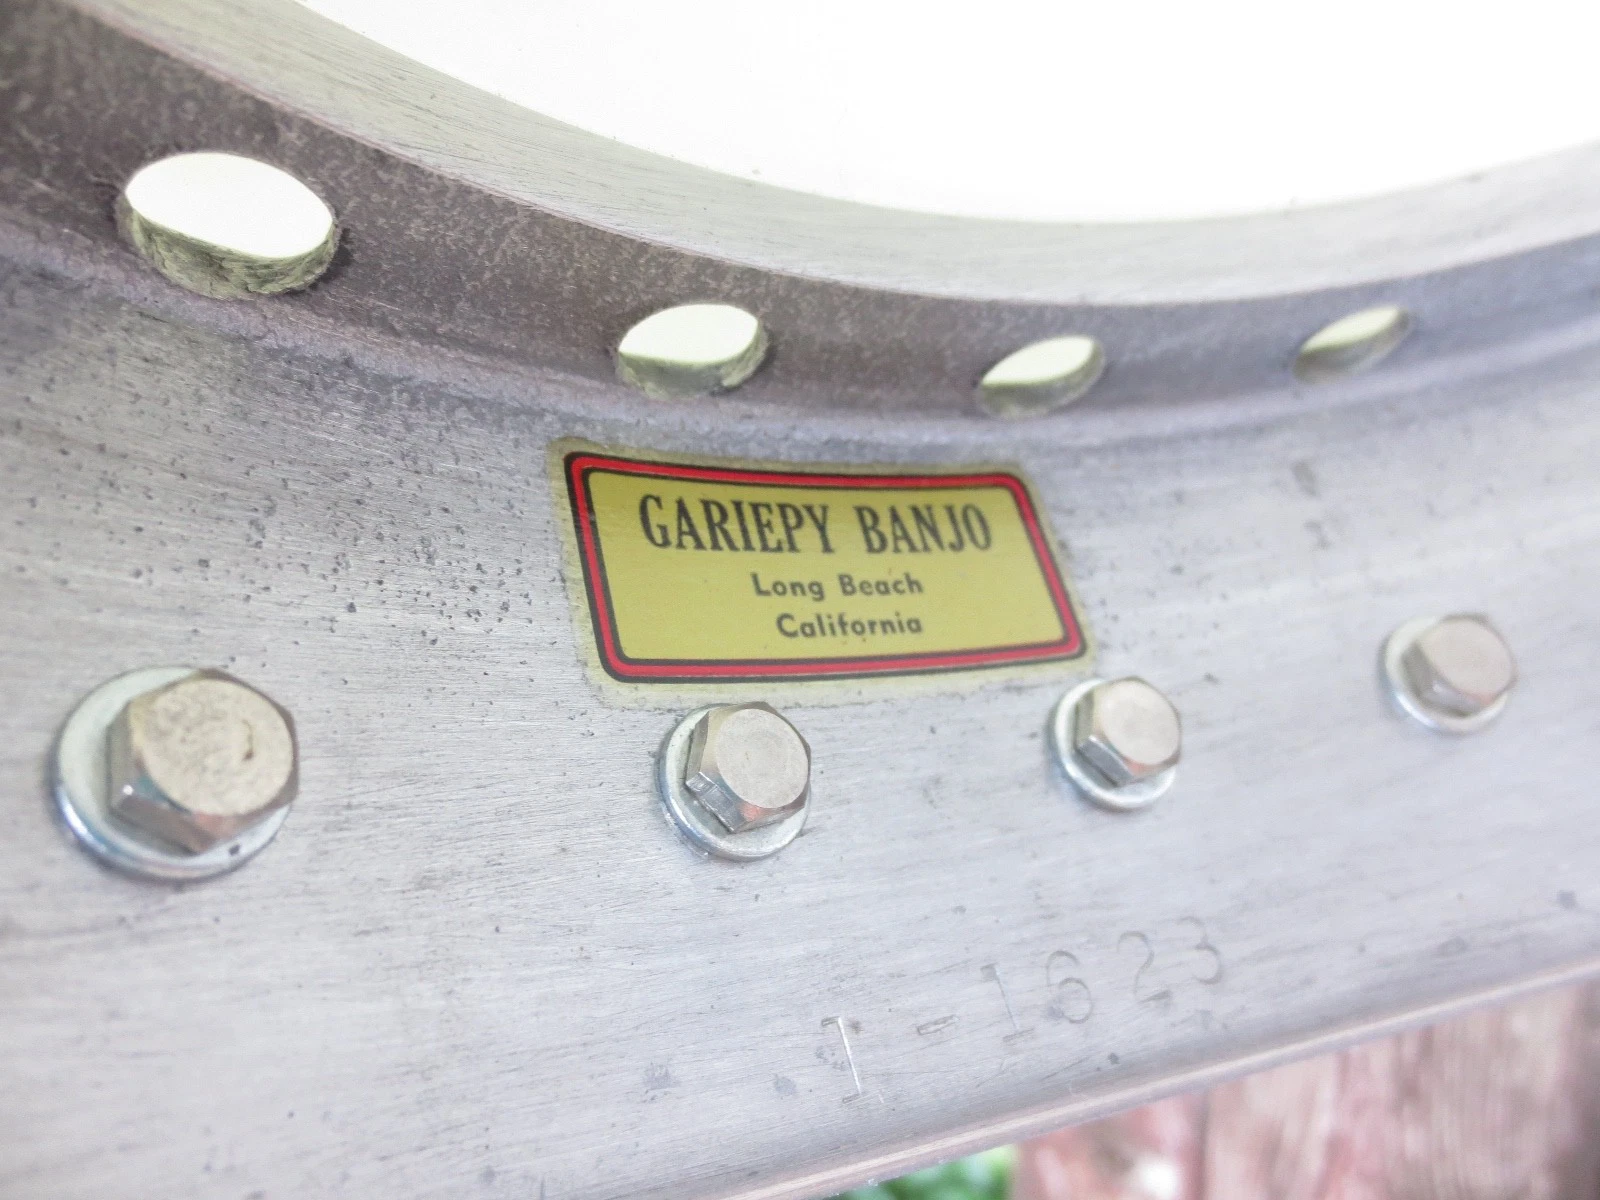 GARIEPY BANJO
Long Beach
California
I-1623